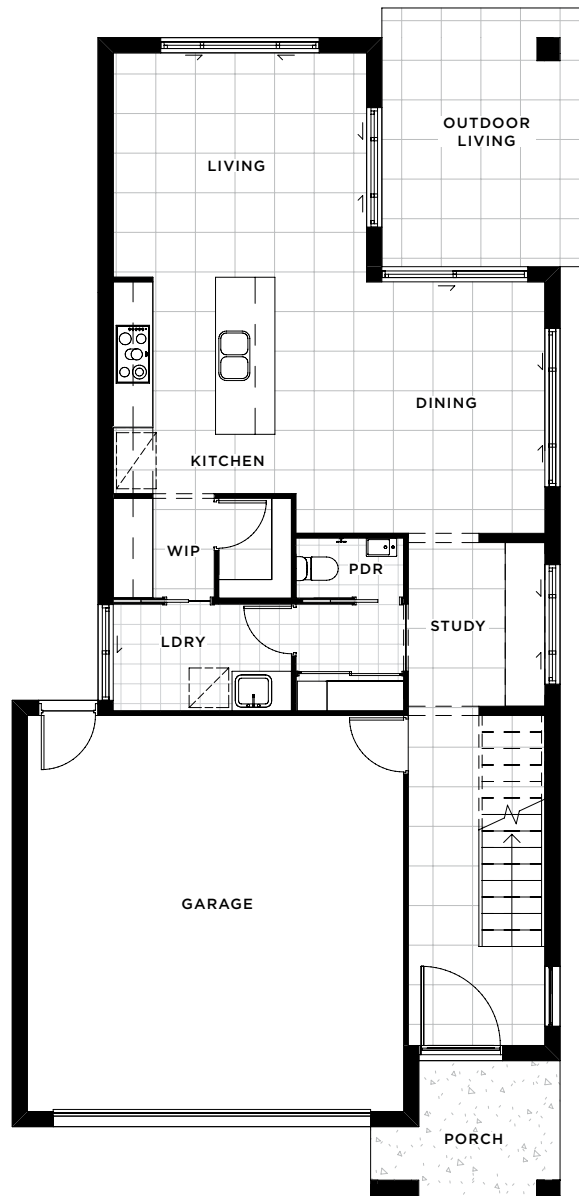 OUTDOOR
LIVING
LIVING
DINING
KITCHEN
WIP
PDR
STUDY
LDRY
GARAGE
PORCH